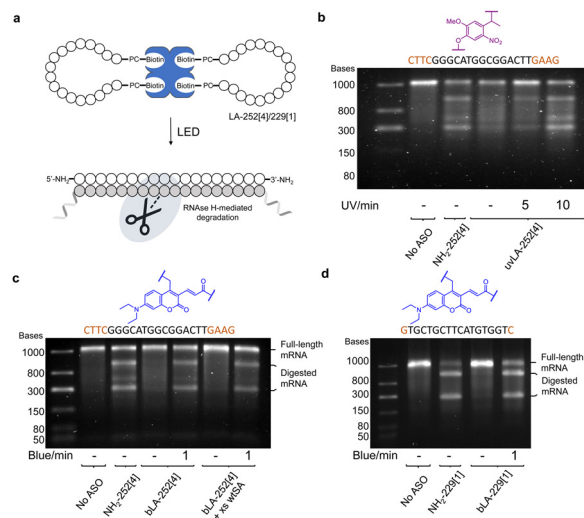 a
PC-Biotin Biotin-PC
PC-Biotin Biotin-PC
LA-252[4]/229[1]
LED
5'-NH₂ 3'-NH₂
RNAse H-mediated
degradation
b
MeO
O
NO₂
CTTCGGGCATGGCGGACTTGAAG
Bases
1000
800
300
150
80
UV/min - - - 5 10
No ASO
NH₂-252[4]
uvLA-252[4]
c
N
O
O
O
CTTCGGGCATGGCGGACTTGAAG
Bases
1000
800
300
150
80
50
Full-length
mRNA
Digested
mRNA
Blue/min - - - 1 - 1
No ASO
NH₂-252[4]
bLA-252[4]
bLA-252[4]
+ xs wtSA
d
N
O
O
O
GTGCTGCTTCATGTGGTC
Bases
1000
800
300
150
80
50
Full-length
mRNA
Digested
mRNA
Blue/min - - - 1
No ASO
NH₂-229[1]
bLA-229[1]